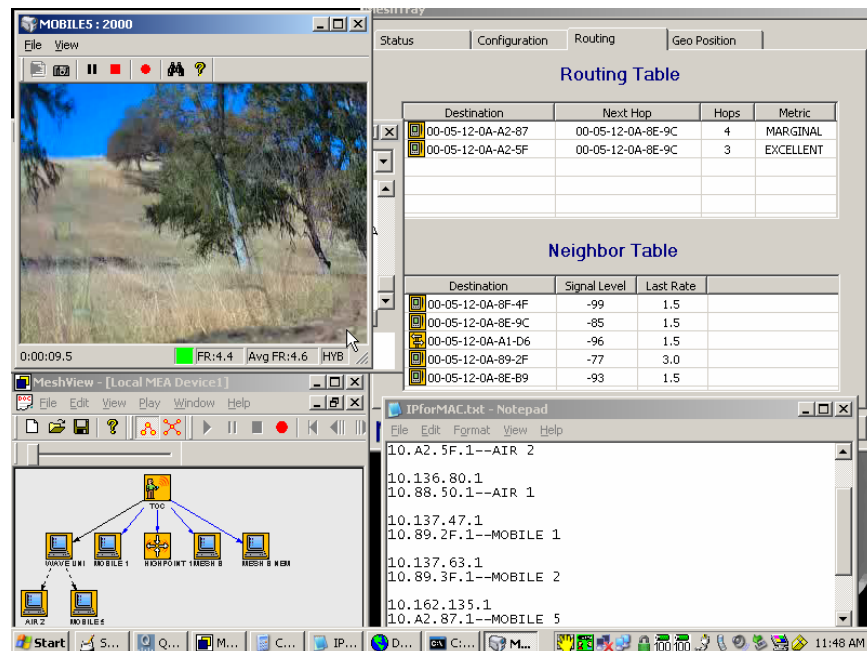 MOBILE5 : 2000
File View
0:00:09.5 FR:4.4 Avg FR:4.6 HYB
Status Configuration Routing Geo Position
Routing Table
Destination Next Hop Hops Metric
00-05-12-0A-A2-87 00-05-12-0A-8E-9C 4 MARGINAL
00-05-12-0A-A2-5F 00-05-12-0A-8E-9C 3 EXCELLENT
Neighbor Table
Destination Signal Level Last Rate
00-05-12-0A-8F-4F -99 1.5
00-05-12-0A-8E-9C -85 1.5
00-05-12-0A-A1-D6 -96 1.5
00-05-12-0A-89-2F -77 3.0
00-05-12-0A-8E-B9 -93 1.5
MeshView - [Local MEA Device1]
File Edit View Play Window Help
TOC
WAVE UNI MOBILE 1 HIGHPOINT 1 MESH B MESH B NEM
AIR 2 MOBILE5
IPforMAC.txt - Notepad
File Edit Format View Help
10.A2.5F.1--AIR 2
10.136.80.1
10.88.50.1--AIR 1
10.137.47.1
10.89.2F.1--MOBILE 1
10.137.63.1
10.89.3F.1--MOBILE 2
10.162.135.1
10.A2.87.1--MOBILE 5
Start S... Q... M... C... IP... D... C:... M... 100 100 11:48 AM